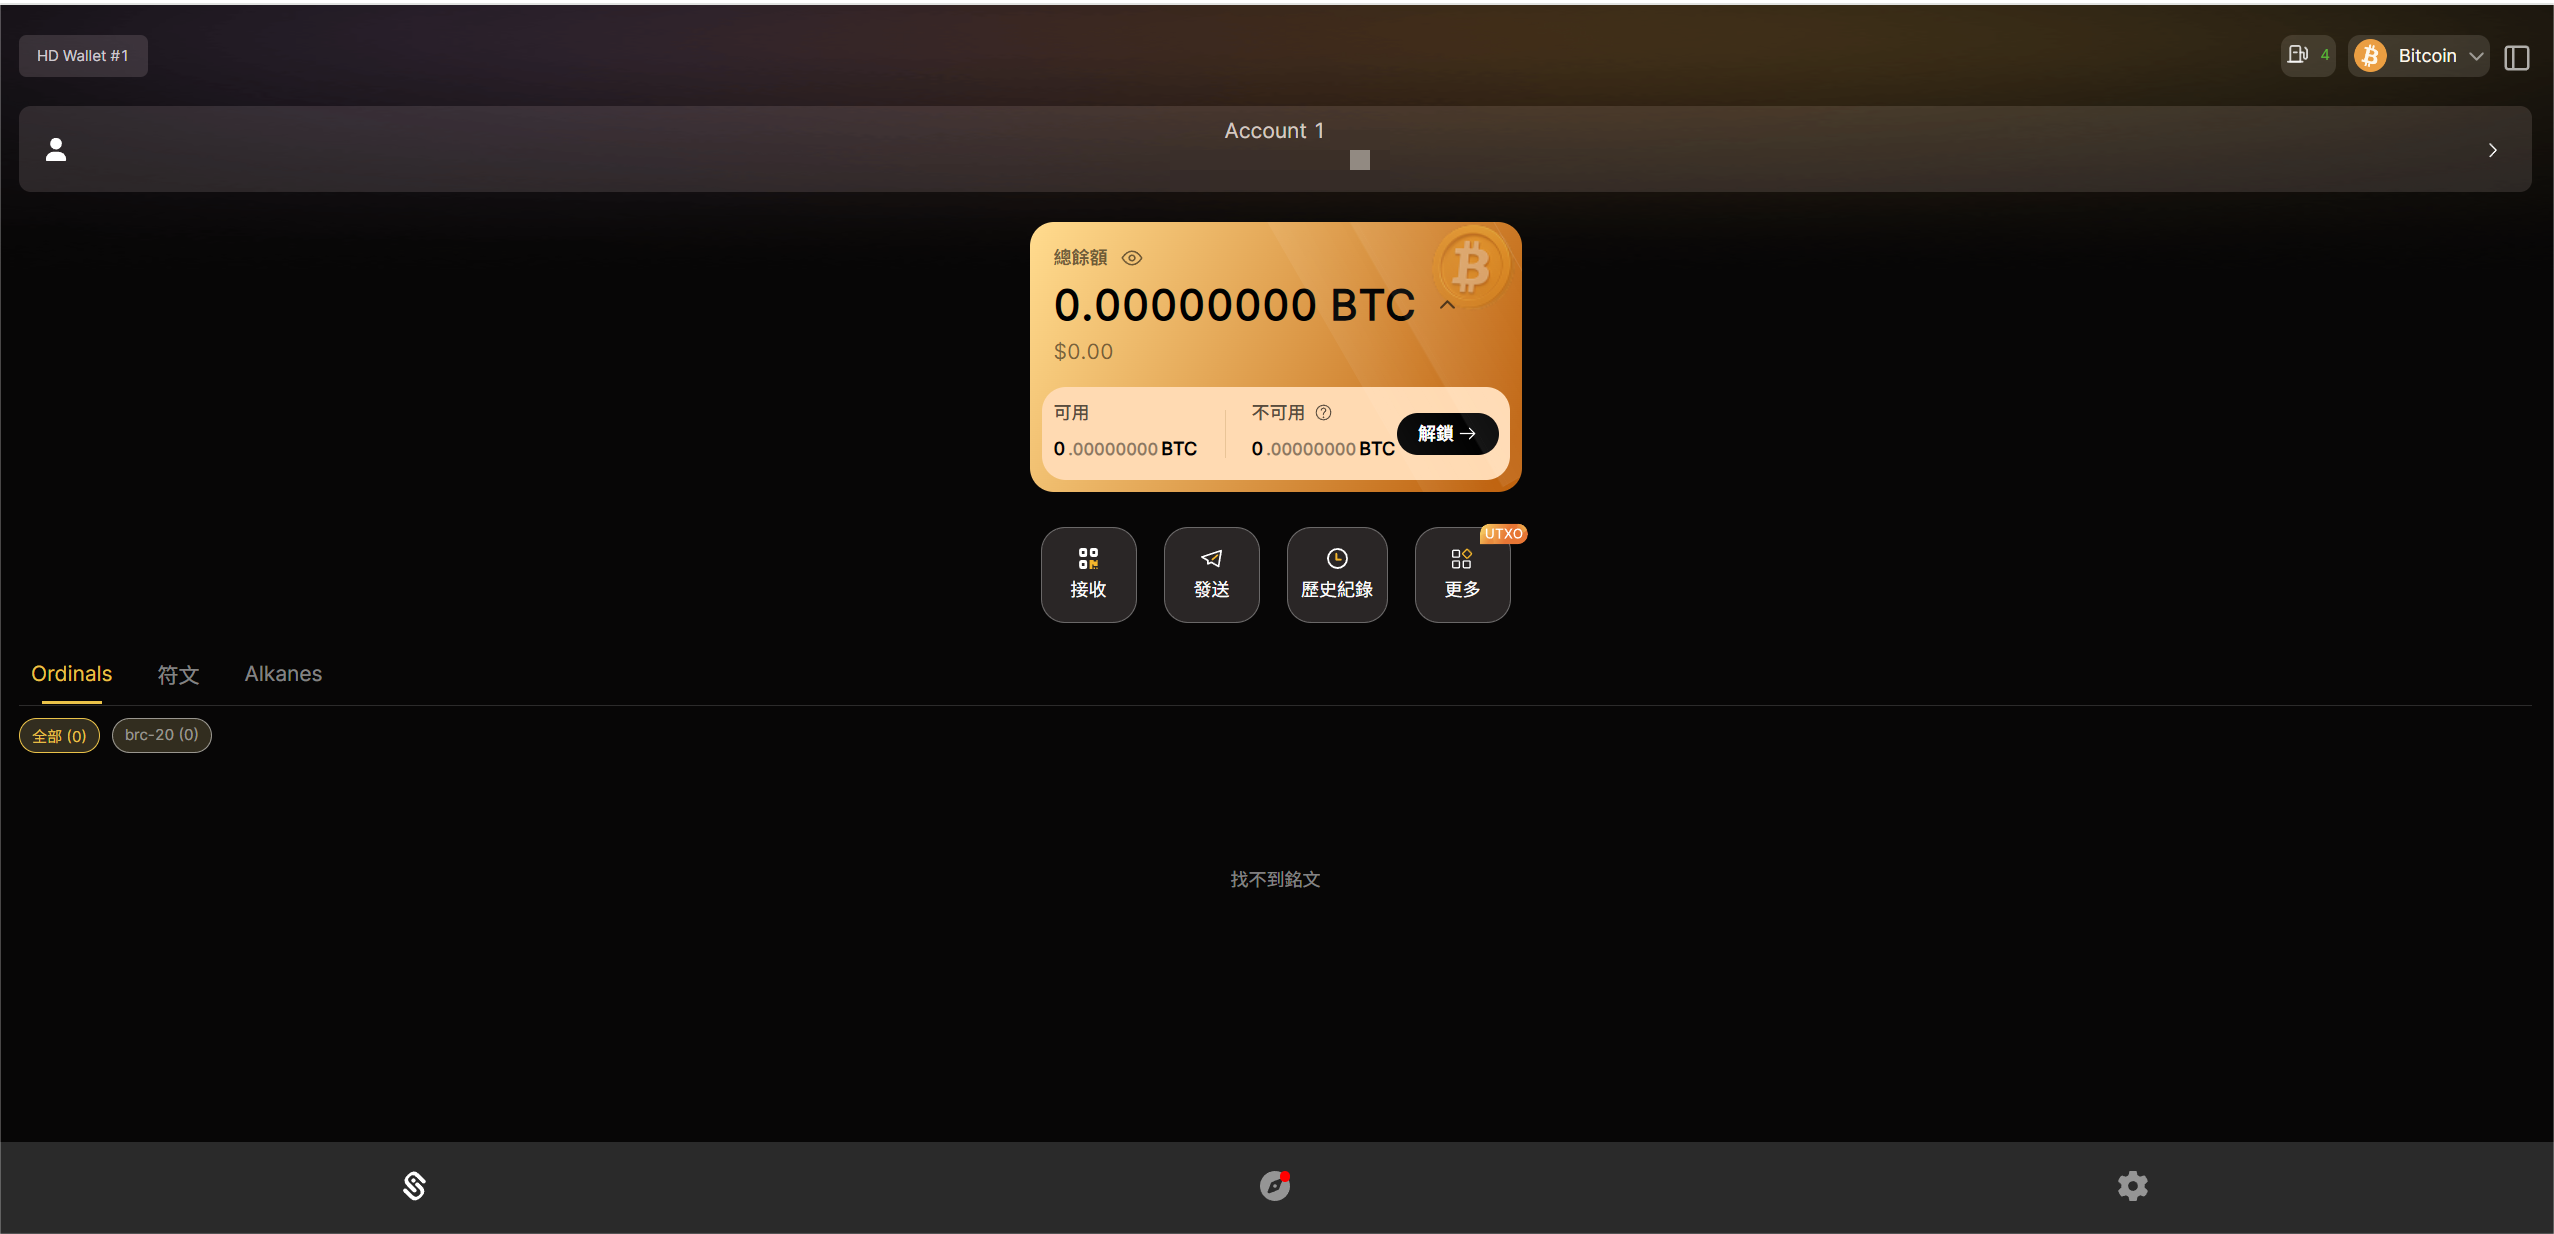 HD Wallet #1
4
Bitcoin
Account 1
總餘額
0.00000000 BTC
$0.00
可用
不可用
0.00000000 BTC
0.00000000 BTC
解鎖
UTXO
接收
發送
歷史紀錄
更多
Ordinals
符文
Alkanes
全部 (0)
brc-20 (0)
找不到銘文